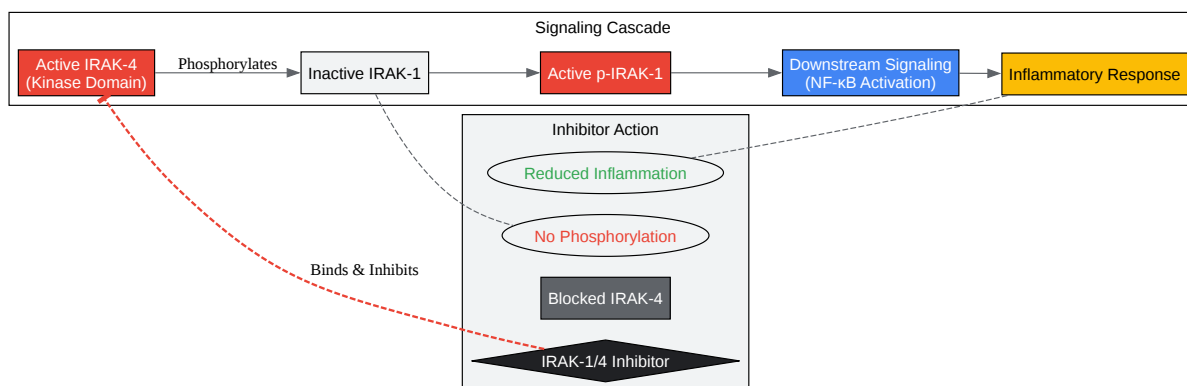 Signaling Cascade
Active IRAK-4
(Kinase Domain)
Phosphorylates
Inactive IRAK-1
Active p-IRAK-1
Downstream Signaling
(NF-κB Activation)
Inflammatory Response
Inhibitor Action
Reduced Inflammation
No Phosphorylation
Binds & Inhibits
Blocked IRAK-4
IRAK-1/4 Inhibitor